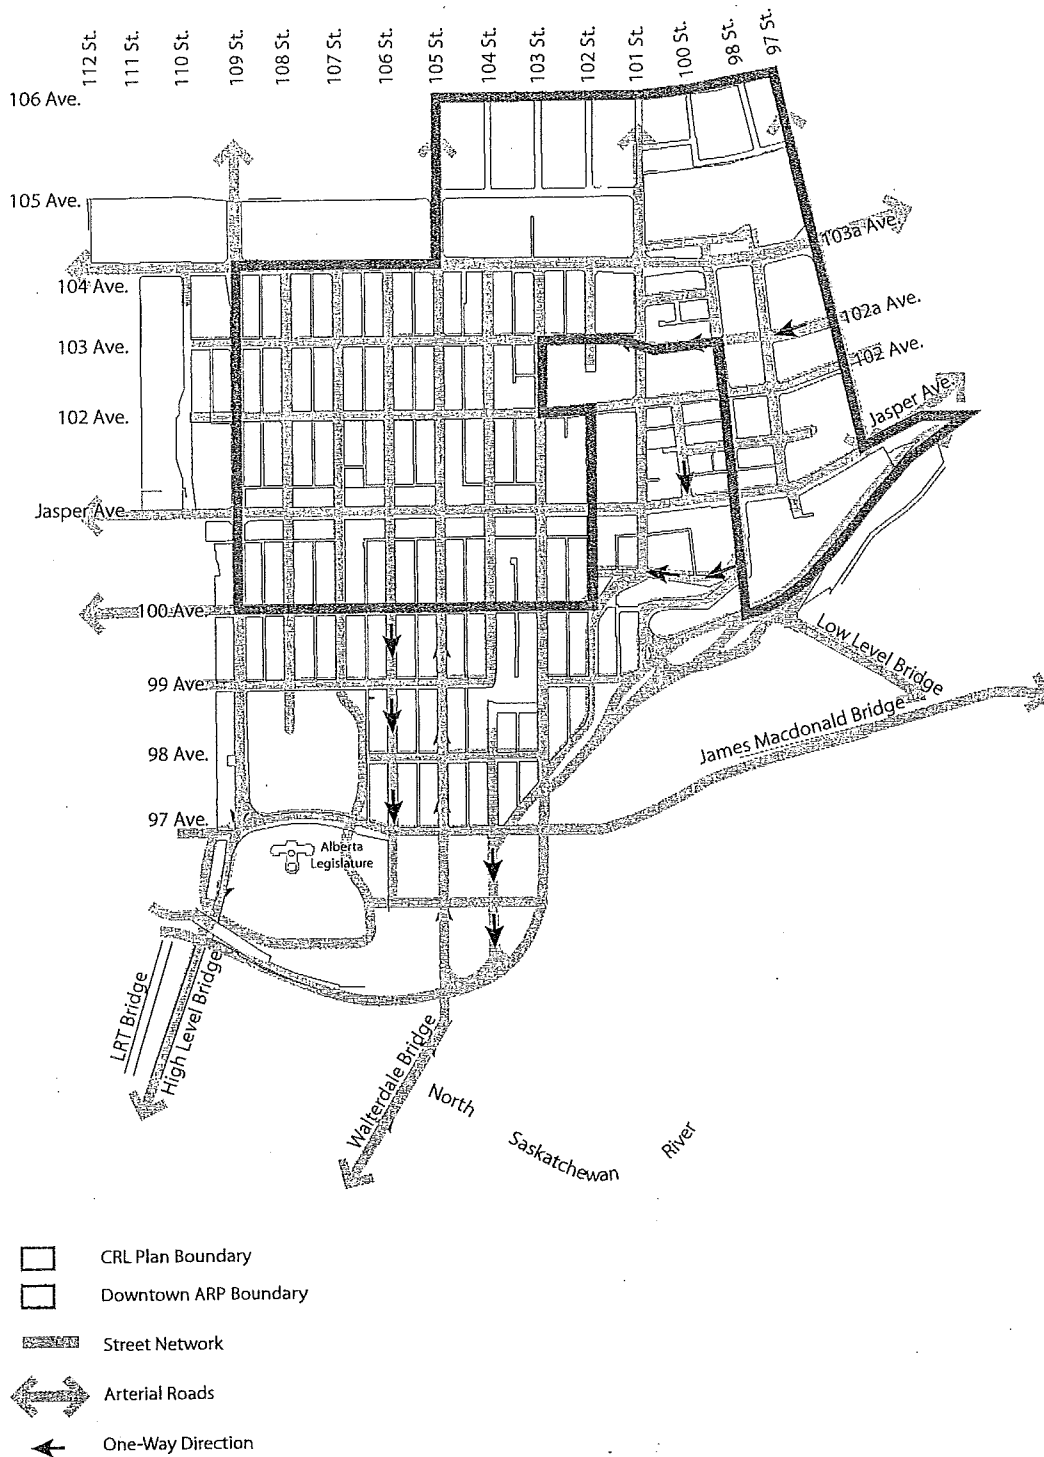 112 St.
111 St.
110 St.
109 St.
108 St.
107 St.
106 St.
105 St.
104 St.
103 St.
102 St.
101 St.
100 St.
98 St.
97 St.
106 Ave.
105 Ave.
103a Ave.
104 Ave.
102a Ave.
103 Ave.
102 Ave.
102 Ave.
Jasper Ave.
Jasper Ave.
100 Ave.
Low Level Bridge
99 Ave.
James Macdonald Bridge
98 Ave.
97 Ave.
Alberta
Legislature
LRT Bridge
High Level Bridge
Walterdale Bridge
North
Saskatchewan
River
CRL Plan Boundary
Downtown ARP Boundary
Street Network
Arterial Roads
One-Way Direction